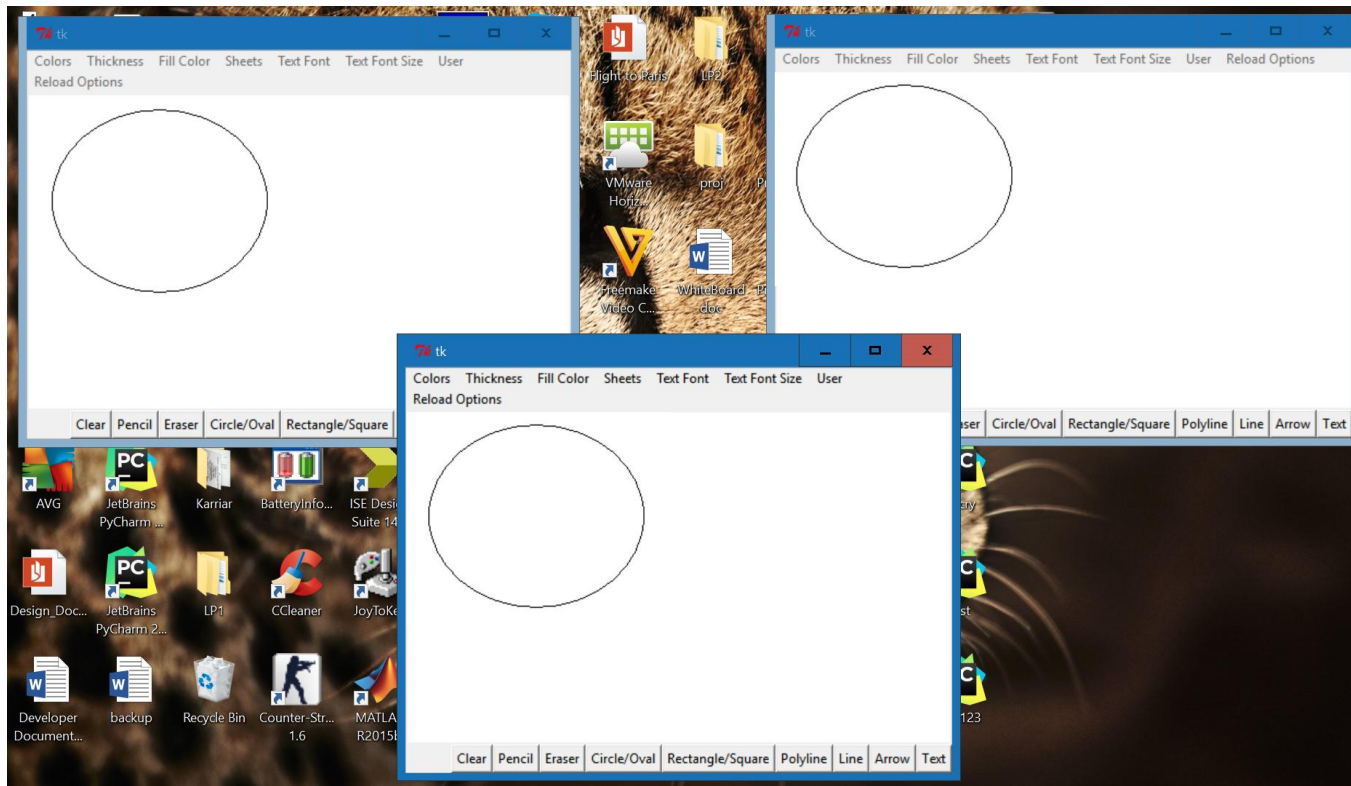 tk
Colors Thickness Fill Color Sheets Text Font Text Font Size User
Reload Options
Clear Pencil Eraser Circle/Oval Rectangle/Square
Flight to Paris
LP2
VMware
Horiz...
proj
Freemake
Video C...
WhiteBoard
doc
tk
Colors Thickness Fill Color Sheets Text Font Text Font Size User Reload Options
Circle/Oval Rectangle/Square Polyline Line Arrow Text
tk
Colors Thickness Fill Color Sheets Text Font Text Font Size User
Reload Options
Clear Pencil Eraser Circle/Oval Rectangle/Square Polyline Line Arrow Text
AVG
JetBrains
PyCharm ...
Karriar
BatteryInfo...
ISE Desi
Suite 14
Design_Doc...
JetBrains
PyCharm 2...
LP1
CCleaner
JoyToKe
Developer
Document...
backup
Recycle Bin
Counter-Str...
1.6
MATLA
R2015b
123